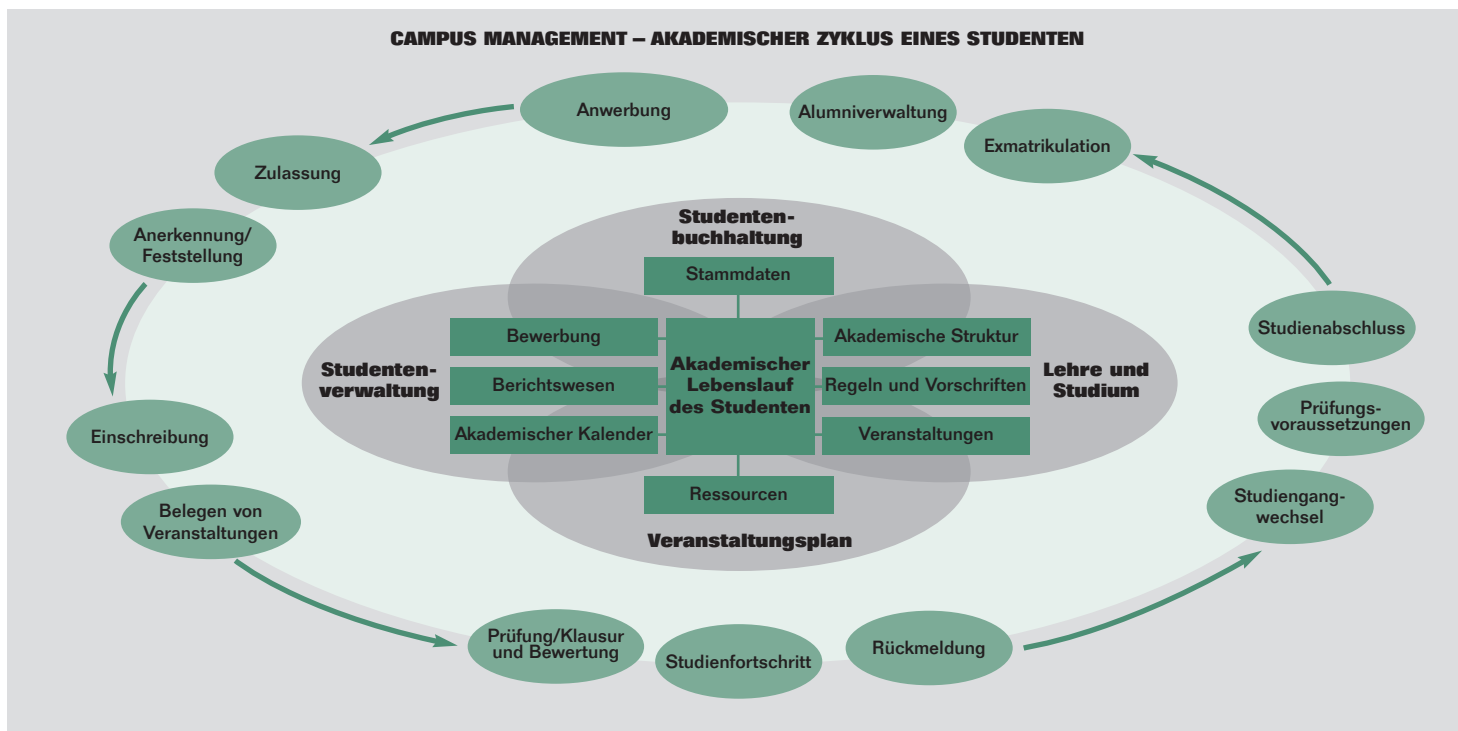 CAMPUS MANAGEMENT – AKADEMISCHER ZYKLUS EINES STUDENTEN
Anwerbung
Zulassung
Anerkennung/
Feststellung
Einschreibung
Belegen von
Veranstaltungen
Prüfung/Klausur
und Bewertung
Studienfortschritt
Rückmeldung
Studiengang-
wechsel
Prüfungs-
voraussetzungen
Studienabschluss
Exmatrikulation
Alumniverwaltung
Studenten-
buchhaltung
Stammdaten
Studenten-
verwaltung
Bewerbung
Berichtswesen
Akademischer Kalender
Akademischer
Lebenslauf
des Studenten
Akademische Struktur
Regeln und Vorschriften
Veranstaltungen
Lehre und
Studium
Ressourcen
Veranstaltungsplan